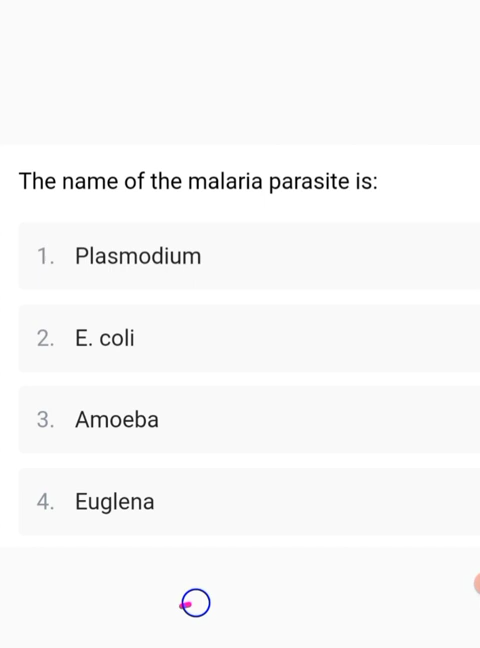 The name of the malaria parasite is:
1. Plasmodium
2. E. coli
3. Amoeba
4. Euglena